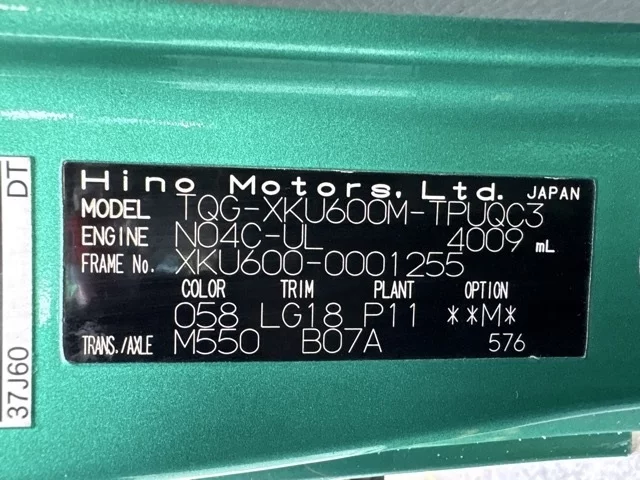 Hino Motors, Ltd. JAPAN
MODEL TQG-XKU600M-TPUQC3
ENGINE N04C-UL 4009 mL
FRAME No. XKU600-0001255
COLOR TRIM PLANT OPTION
058 LG18 P11 **M*
TRANS./AXLE M550 B07A 576
DT
37J60